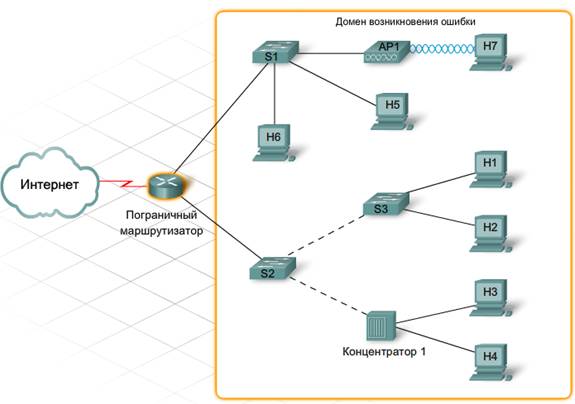 Домен возникновения ошибки
S1
AP1
H7
H5
H6
Интернет
Пограничный
маршрутизатор
S3
H1
H2
S2
H3
Концентратор 1
H4